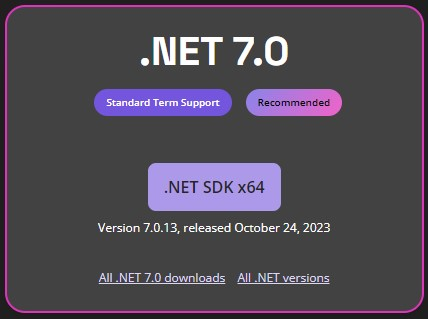 .NET 7.0
Standard Term Support Recommended
.NET SDK x64
Version 7.0.13, released October 24, 2023
All .NET 7.0 downloads All .NET versions